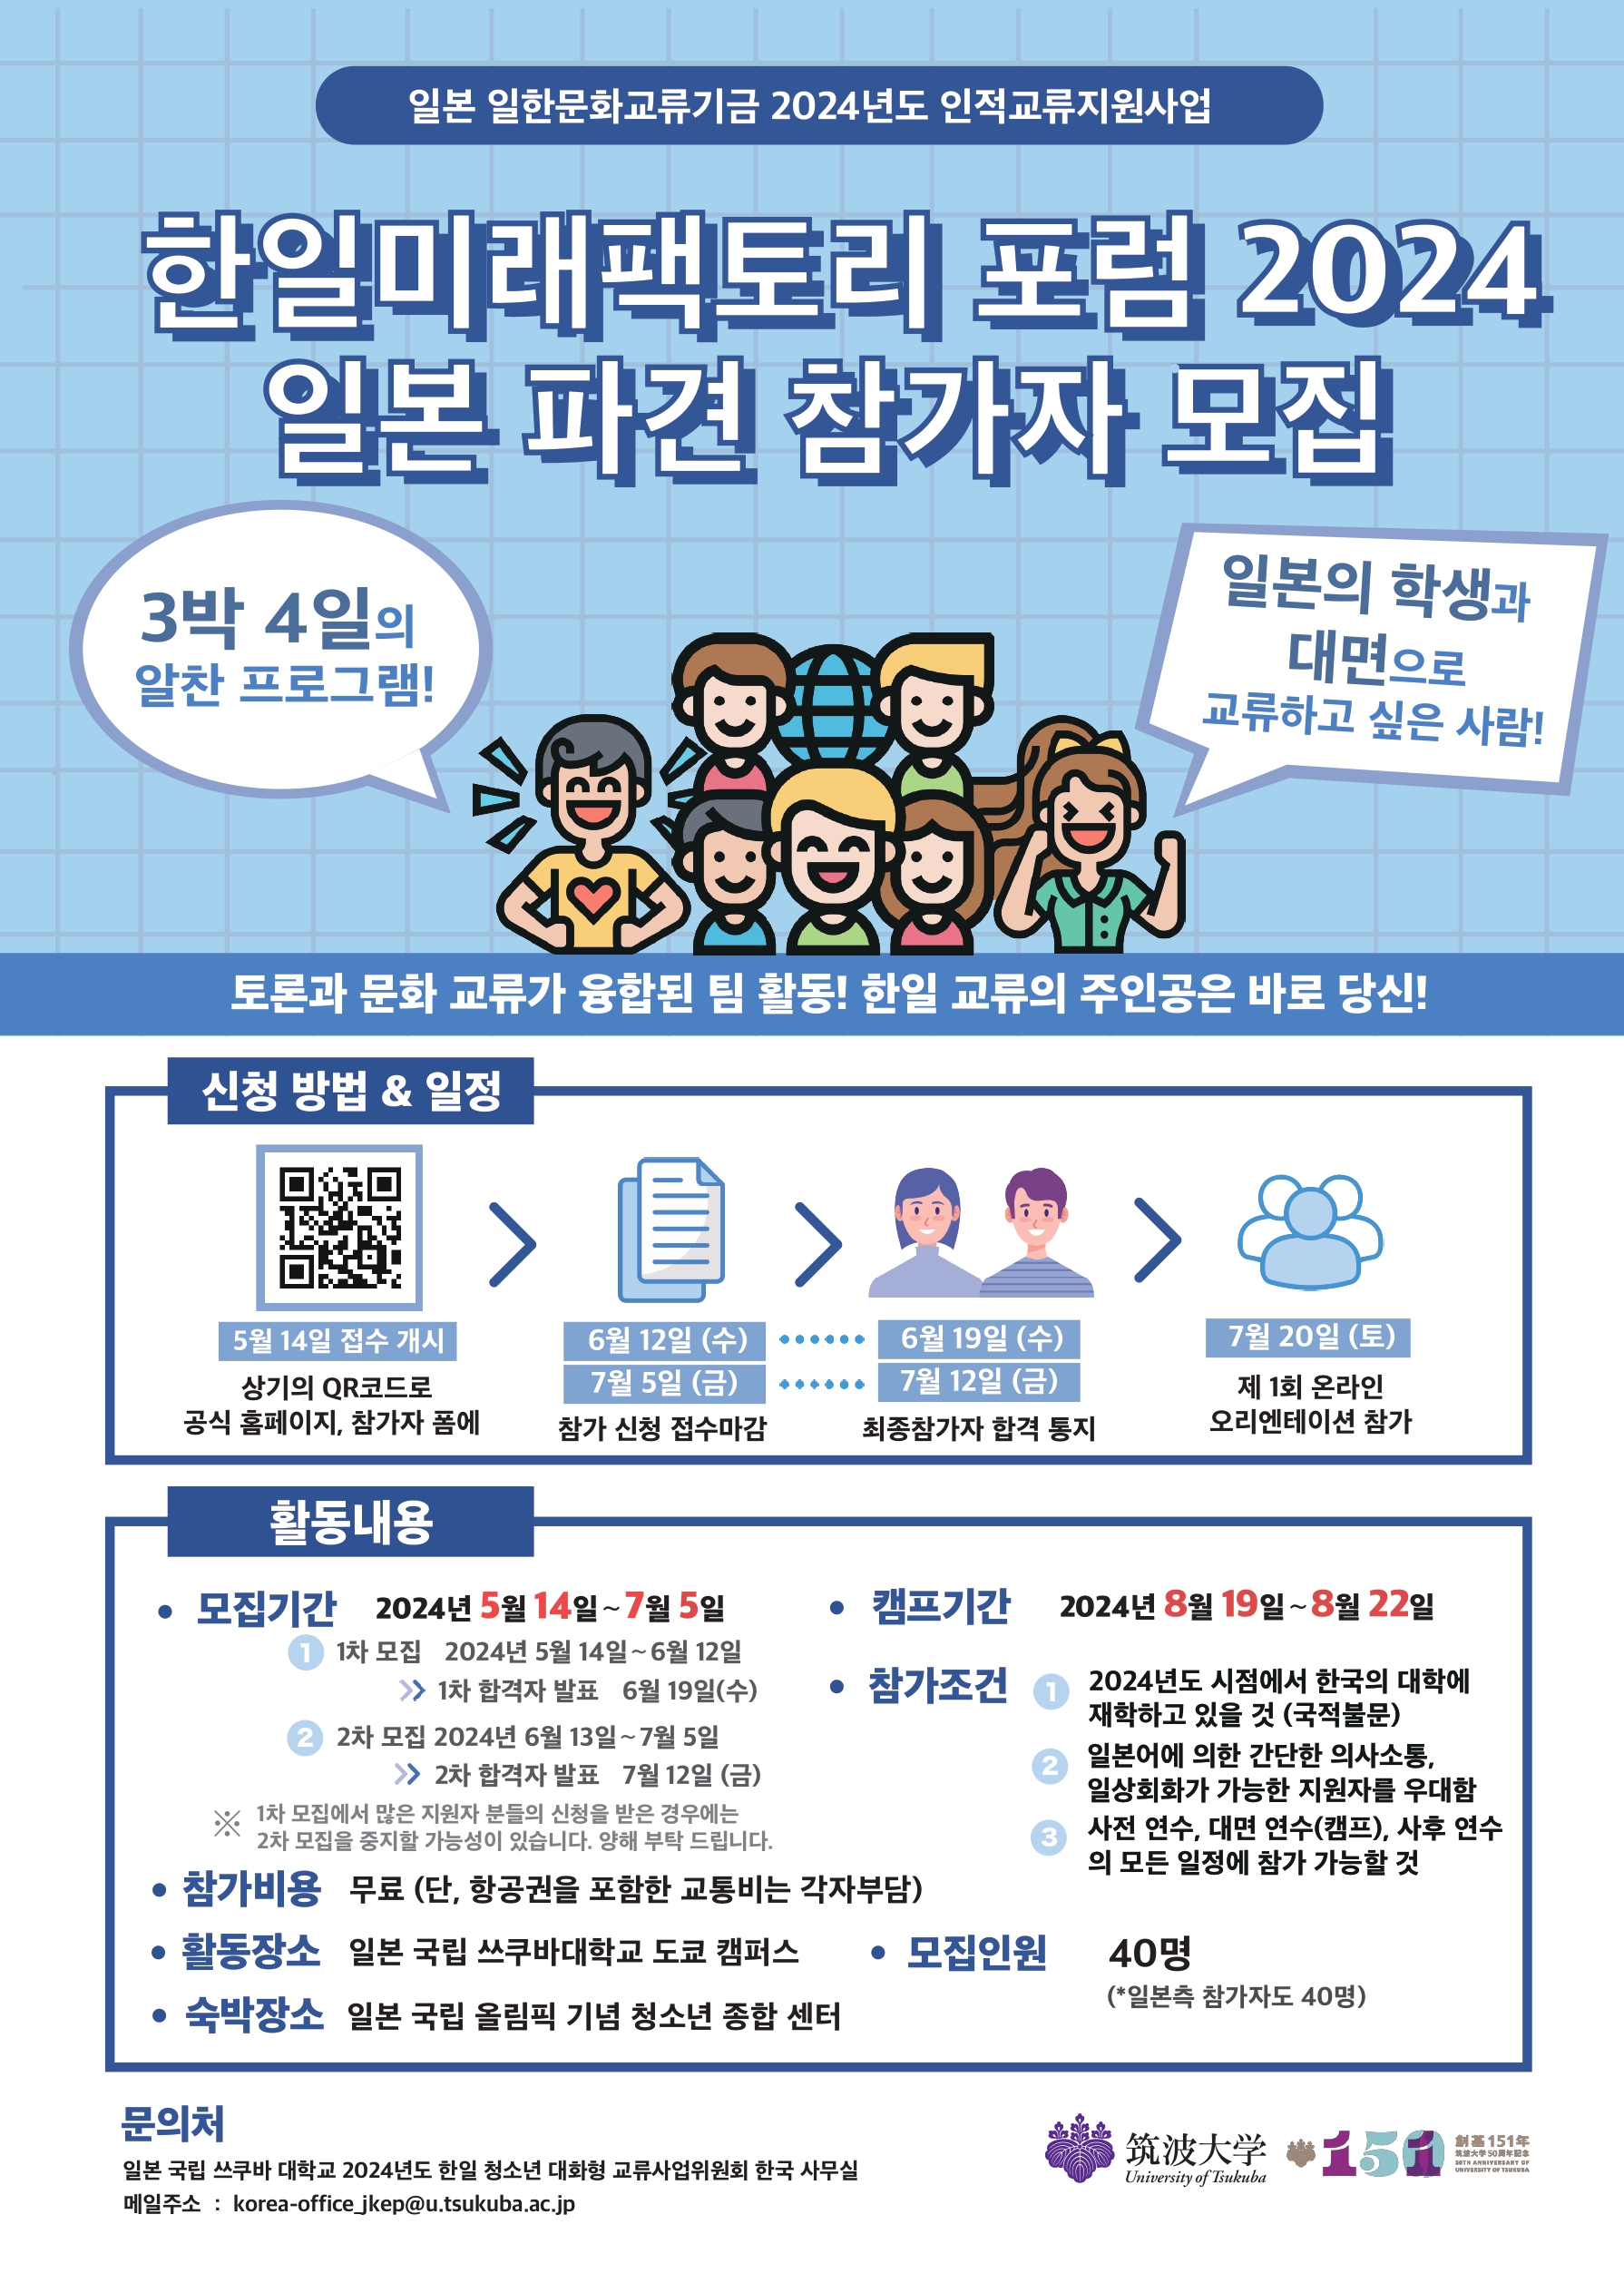 일본 일한문화교류기금 2024년도 인적교류지원사업
한일미래팩토리 포럼 2024
일본 파견 참가자 모집
3박 4일의
알찬 프로그램!
일본의 학생과
대면으로
교류하고 싶은 사람!
토론과 문화 교류가 융합된 팀 활동! 한일 교류의 주인공은 바로 당신!
신청 방법 & 일정
5월 14일 접수 개시
상기의 QR코드로
공식 홈페이지, 참가자 폼에
6월 12일 (수)
7월 5일 (금)
참가 신청 접수마감
6월 19일 (수)
7월 12일 (금)
최종참가자 합격 통지
7월 20일 (토)
제 1회 온라인
오리엔테이션 참가
활동내용
• 모집기간 2024년 5월 14일~7월 5일
1 1차 모집 2024년 5월 14일~6월 12일
1차 합격자 발표 6월 19일(수)
2 2차 모집 2024년 6월 13일~7월 5일
2차 합격자 발표 7월 12일 (금)
※ 1차 모집에서 많은 지원자 분들의 신청을 받은 경우에는
2차 모집을 중지할 가능성이 있습니다. 양해 부탁 드립니다.
• 참가비용 무료 (단, 항공권을 포함한 교통비는 각자부담)
• 활동장소 일본 국립 쓰쿠바대학교 도쿄 캠퍼스
• 숙박장소 일본 국립 올림픽 기념 청소년 종합 센터
• 캠프기간 2024년 8월 19일~8월 22일
• 참가조건 1 2024년도 시점에서 한국의 대학에
재학하고 있을 것 (국적불문)
2 일본어에 의한 간단한 의사소통,
일상회화가 가능한 지원자를 우대함
3 사전 연수, 대면 연수(캠프), 사후 연수
의 모든 일정에 참가 가능할 것
• 모집인원 40명
(*일본측 참가자도 40명)
문의처
일본 국립 쓰쿠바 대학교 2024년도 한일 청소년 대화형 교류사업위원회 한국 사무실
메일주소 : korea-office_jkep@u.tsukuba.ac.jp
筑波大学
University of Tsukuba
151
創基151年
筑波大学50周年記念
50TH ANNIVERSARY OF
UNIVERSITY OF TSUKUBA